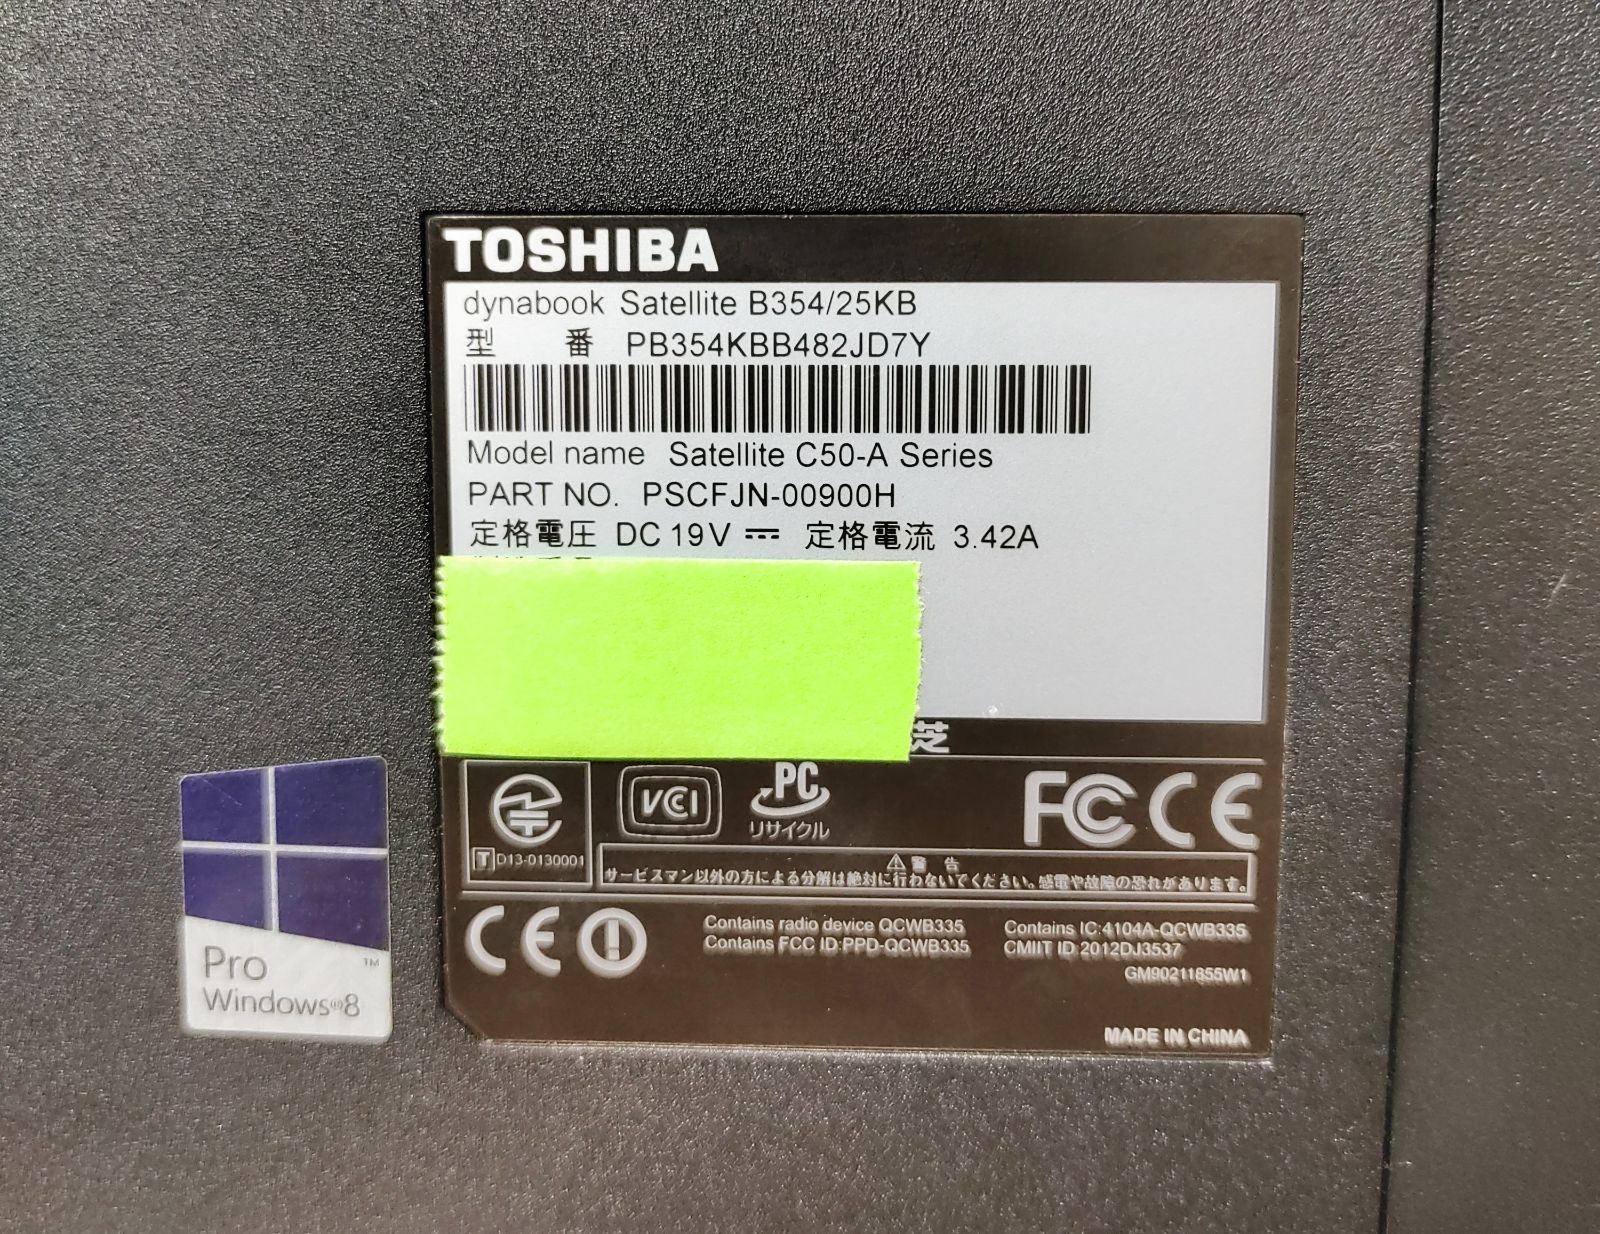 TOSHIBA
dynabook Satellite B354/25KB
型 番 PB354KBB482JD7Y
Model name Satellite C50-A Series
PART NO. PSCFJN-00900H
定格電圧 DC 19V 定格電流 3.42A
芝
VCI
PC
リサイクル
FC CE
T D13-0130001
警 告
サービスマン以外の方による分解は絶対に行わないでください。感電や故障の恐れがあります。
CE
Contains radio device QCWB335
Contains FCC ID:PPD-QCWB335
Contains IC:4104A-QCWB335
CMIIT ID 2012DJ3537
GM90211855W1
MADE IN CHINA
Pro ™
Windows 8